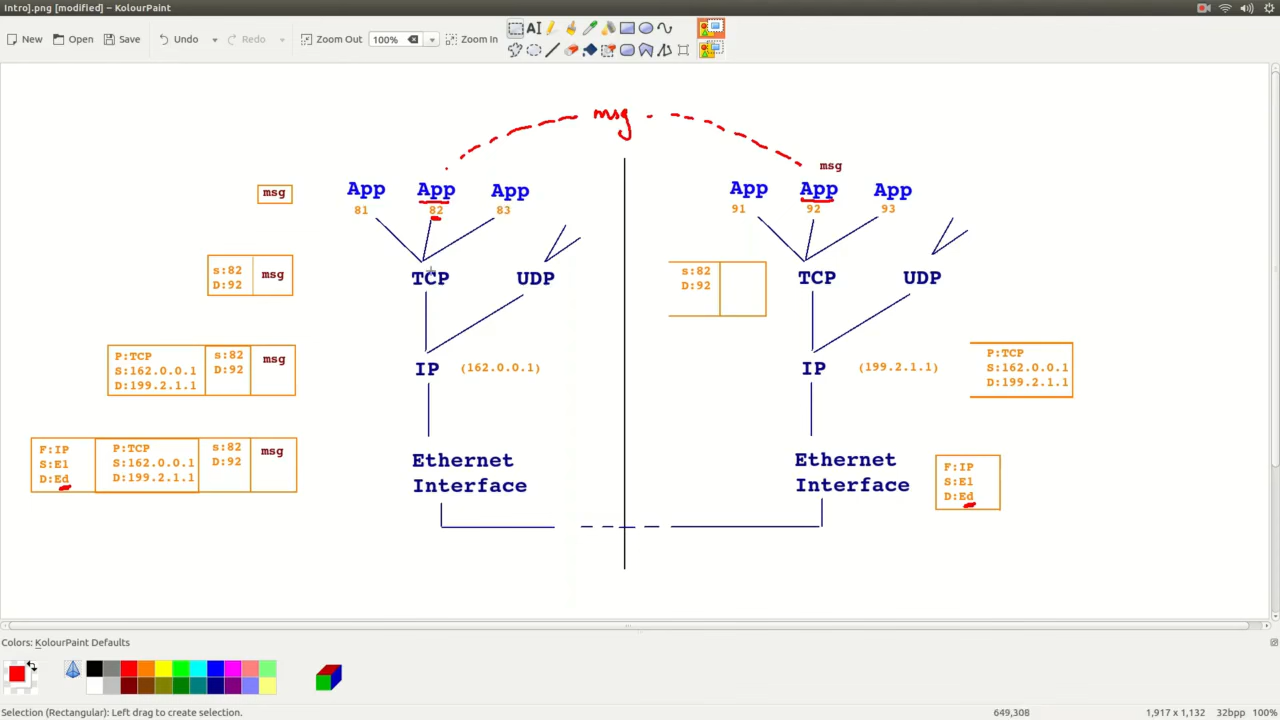 Intro].png [modified] - KolourPaint
New Open Save Undo Redo Zoom Out 100% Zoom In
msg
msg
msg App App App App App App
81 82 83 91 92 93
s:82
D:92 msg TCP UDP s:82
D:92 TCP UDP
P:TCP
S:162.0.0.1
D:199.2.1.1 s:82
D:92 msg IP (162.0.0.1) IP (199.2.1.1) P:TCP
S:162.0.0.1
D:199.2.1.1
F:IP
S:El
D:Ed P:TCP
S:162.0.0.1
D:199.2.1.1 s:82
D:92 msg Ethernet
Interface Ethernet
Interface F:IP
S:El
D:Ed
Colors: KolourPaint Defaults
Selection (Rectangular): Left drag to create selection. 649,308 1,917 x 1,132 32bpp 100%